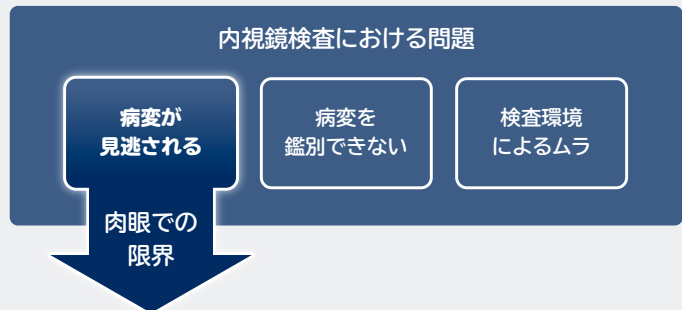 内視鏡検査における問題
病変が
見逃される
病変を
鑑別できない
検査環境
によるムラ
肉眼での
限界